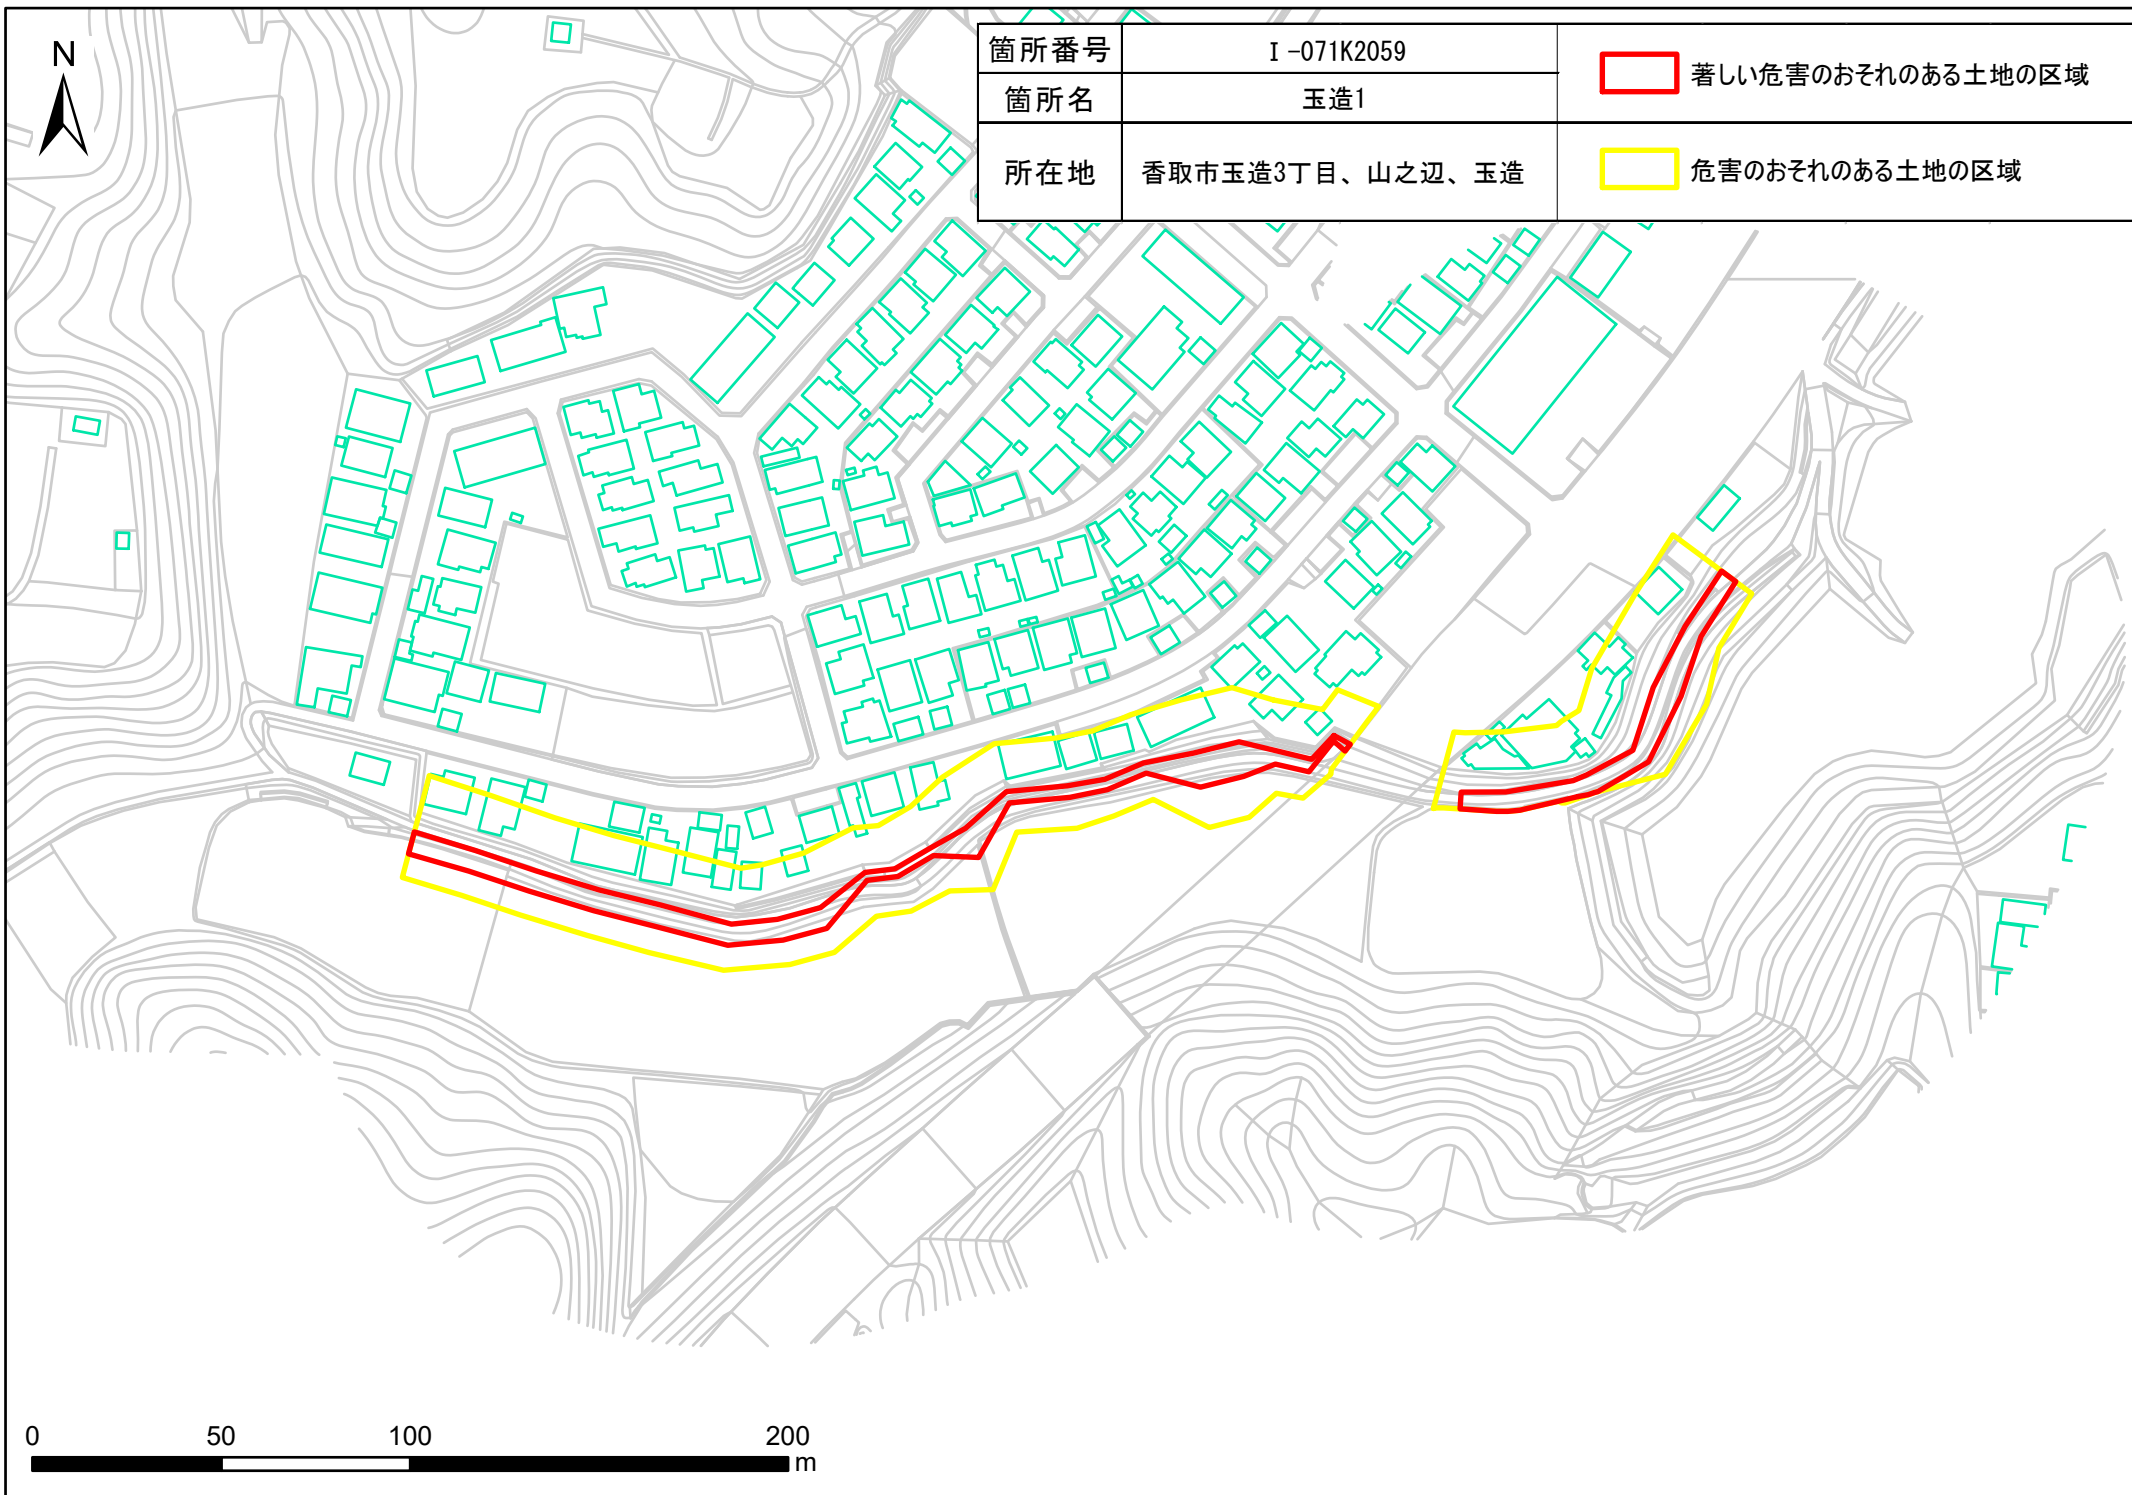 N
箇所番号 Ⅰ-071K2059
箇所名 玉造1
所在地 香取市玉造3丁目、山之辺、玉造
著しい危害のおそれのある土地の区域
危害のおそれのある土地の区域
0 50 100 200
m